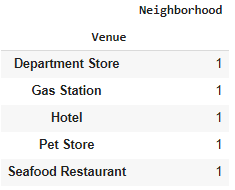 Neighborhood
Venue
Department Store 1
Gas Station 1
Hotel 1
Pet Store 1
Seafood Restaurant 1